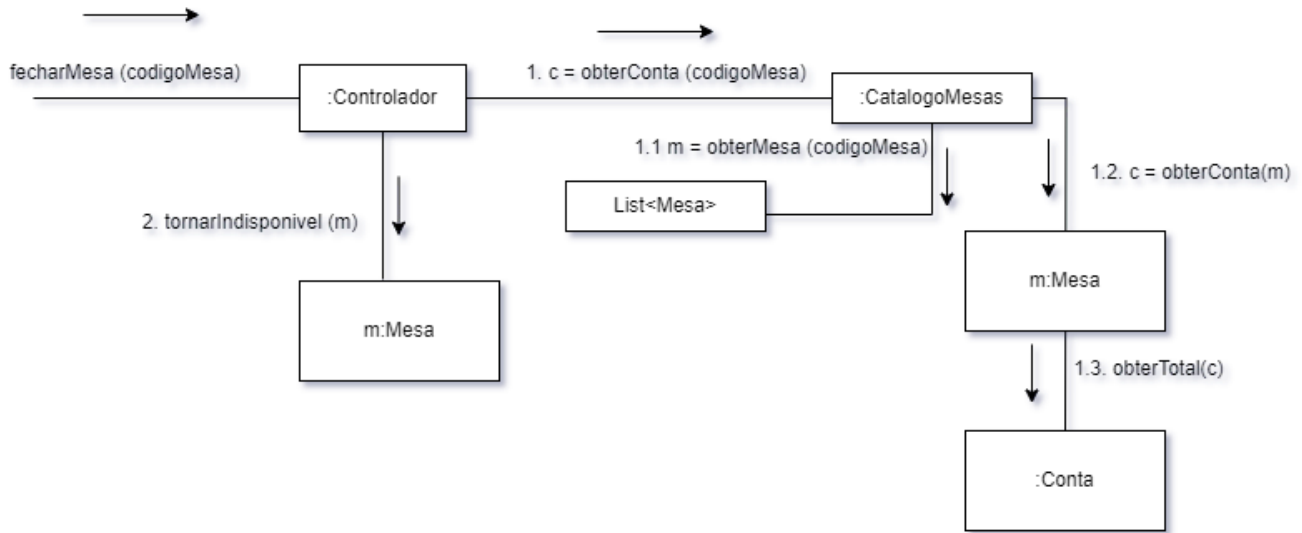 fecharMesa (codigoMesa)
:Controlador
1. c = obterConta (codigoMesa)
:CatalogoMesas
1.1 m = obterMesa (codigoMesa)
1.2. c = obterConta(m)
List<Mesa>
2. tornarIndisponivel (m)
m:Mesa
m:Mesa
1.3. obterTotal(c)
:Conta